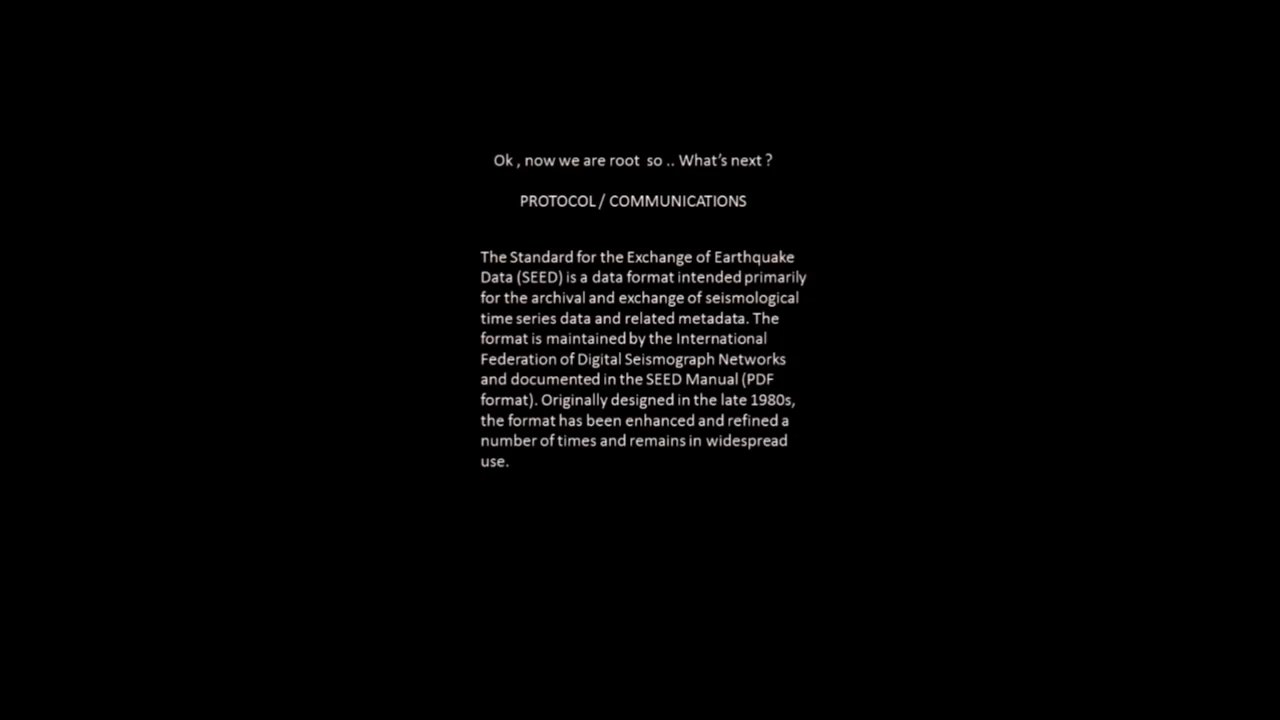 Ok , now we are root so .. What's next ?
PROTOCOL / COMMUNICATIONS
The Standard for the Exchange of Earthquake
Data (SEED) is a data format intended primarily
for the archival and exchange of seismological
time series data and related metadata. The
format is maintained by the International
Federation of Digital Seismograph Networks
and documented in the SEED Manual (PDF
format). Originally designed in the late 1980s,
the format has been enhanced and refined a
number of times and remains in widespread
use.